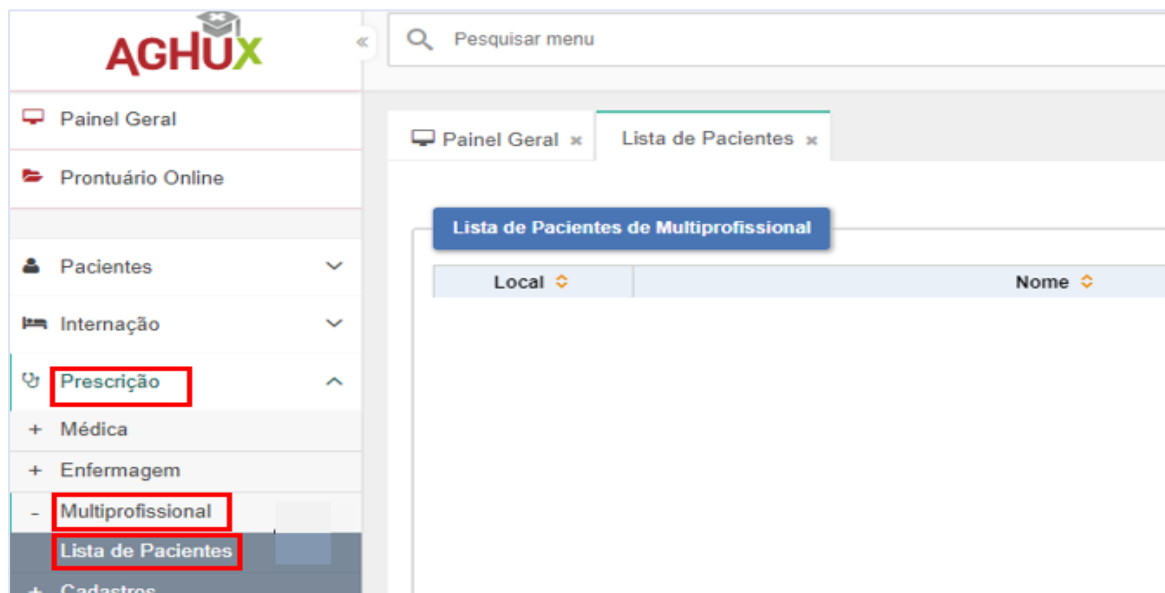 AGHUX
«
Pesquisar menu
Painel Geral
Prontuário Online
Painel Geral × Lista de Pacientes ×
Lista de Pacientes de Multiprofissional
Local Nome
Pacientes
Internação
Prescrição
+ Médica
+ Enfermagem
- Multiprofissional
Lista de Pacientes
+ Cadastros